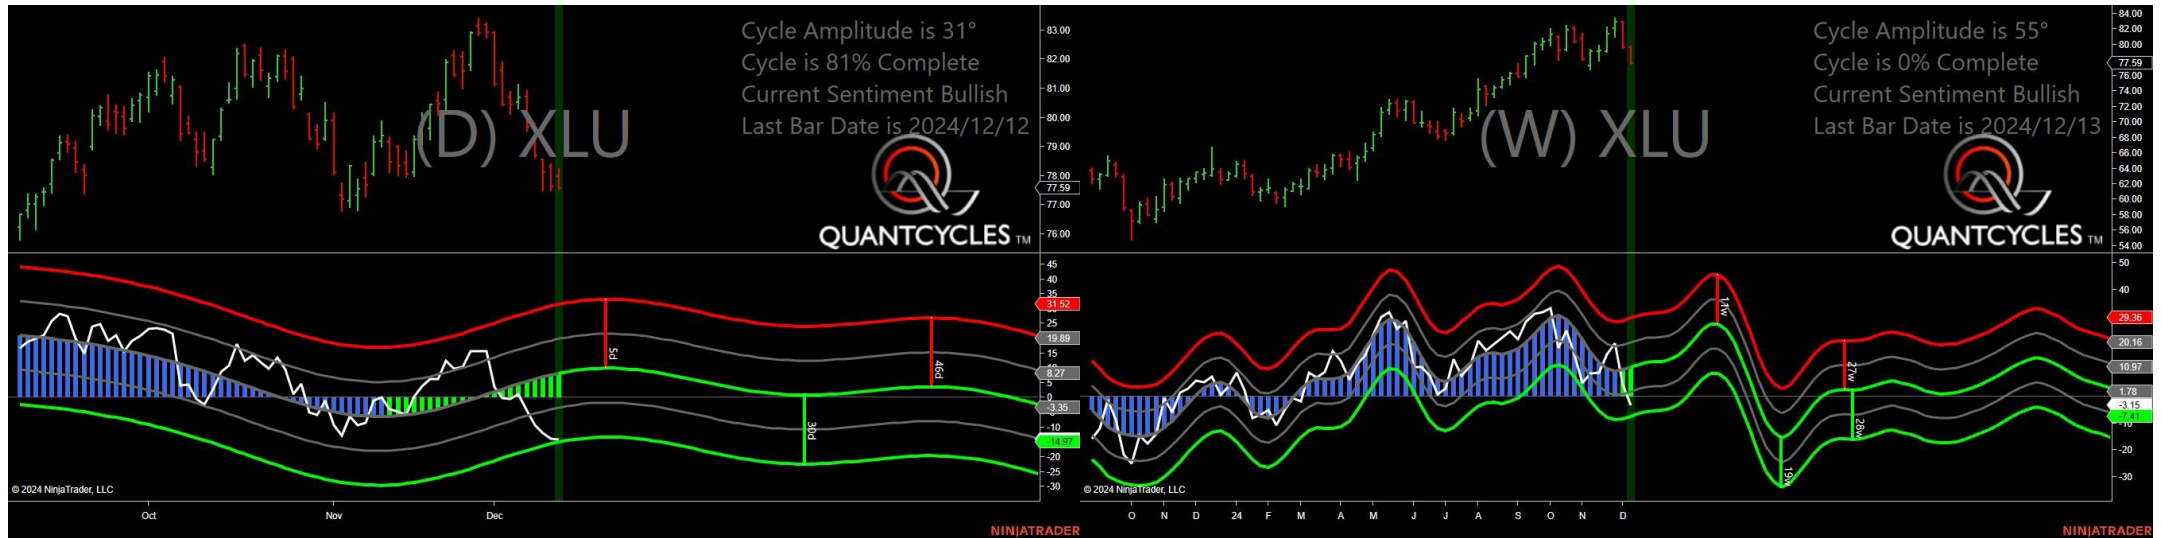 Cycle Amplitude is 31°
Cycle is 81% Complete
Current Sentiment Bullish
Last Bar Date is 2024/12/12
(D) XLU
QUANTCYCLES TM
83.00
82.00
81.00
80.00
79.00
78.00
77.59
77.00
76.00
45
40
35
31.52
25
19.89
15
8.27
5
0
-3.35
-10
-14.97
-20
-25
-30
5d
30d
46d
© 2024 NinjaTrader, LLC
Oct Nov Dec
NINJATRADER
Cycle Amplitude is 55°
Cycle is 0% Complete
Current Sentiment Bullish
Last Bar Date is 2024/12/13
(W) XLU
QUANTCYCLES TM
84.00
82.00
80.00
77.59
76.00
74.00
72.00
70.00
68.00
66.00
64.00
62.00
60.00
58.00
56.00
54.00
50
40
29.36
20.16
10.97
1.78
-3.15
-7.41
-20
-30
11w
19w
27w
28w
© 2024 NinjaTrader, LLC
O N D 24 F M A M J J A S O N D
NINJATRADER